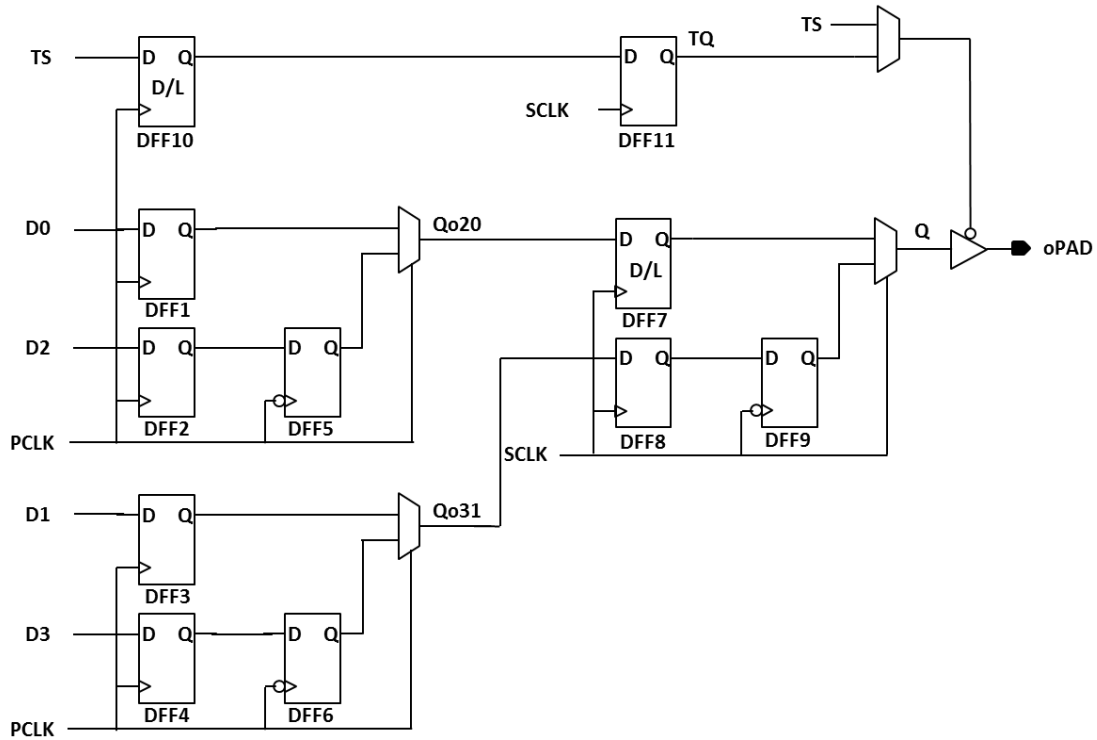 TS
TS
D Q
D/L
DFF10
D Q
TQ
SCLK
DFF11
D0
D Q
DFF1
Qo20
D Q
D/L
DFF7
Q
oPAD
D2
D Q
DFF2
D Q
DFF5
D Q
DFF8
D Q
DFF9
PCLK
SCLK
D1
D Q
DFF3
Qo31
D3
D Q
DFF4
D Q
DFF6
PCLK